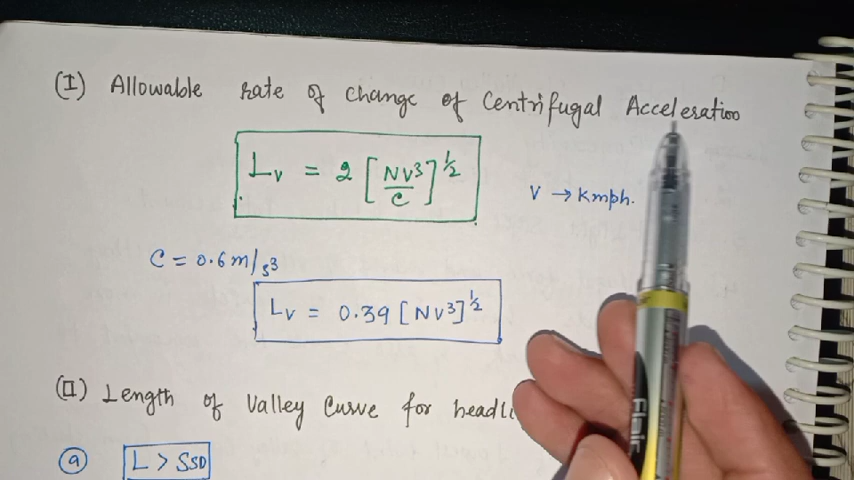 (I) Allowable rate of change of Centrifugal Acceleration
Lv = 2 [NV³/C]^½
V → Kmph.
C = 0.6 m/s³
Lv = 0.39 [NV³]^½
(II) Length of Valley Curve for
(a) L > SSD
Flair